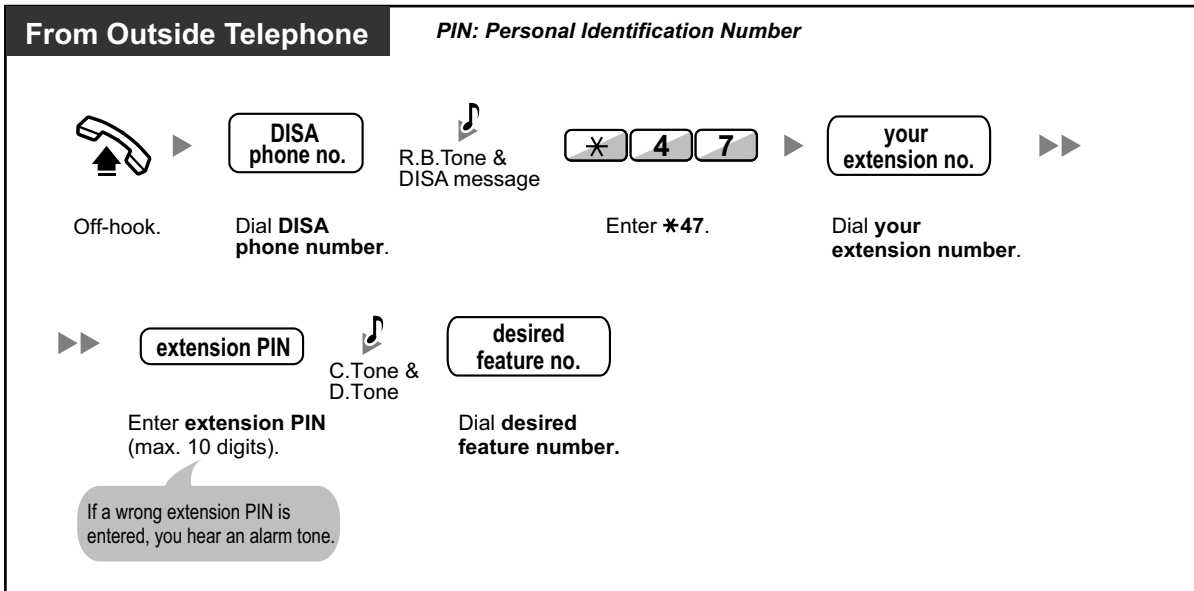 From Outside Telephone
PIN: Personal Identification Number
DISA
phone no.
R.B.Tone &
DISA message
* 4 7
your
extension no.
Off-hook.
Dial DISA
phone number.
Enter *47.
Dial your
extension number.
extension PIN
C.Tone &
D.Tone
desired
feature no.
Enter extension PIN
(max. 10 digits).
Dial desired
feature number.
If a wrong extension PIN is
entered, you hear an alarm tone.